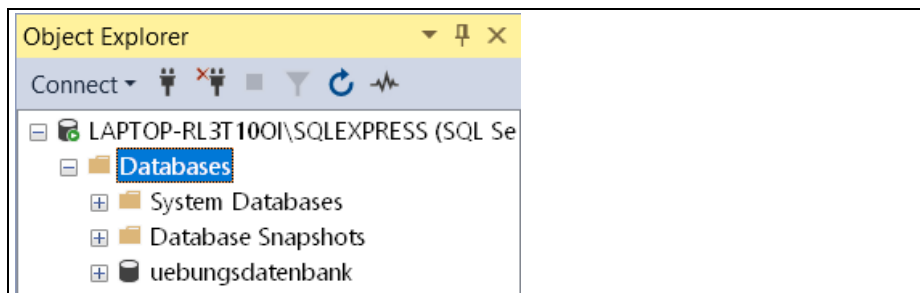 Object Explorer
Connect
LAPTOP-RL3T10OI\SQLEXPRESS (SQL Se
Databases
System Databases
Database Snapshots
uebungsdatenbank